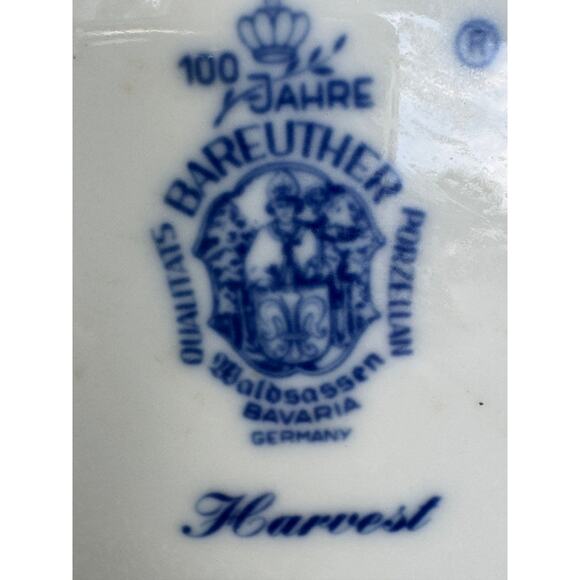 ®
100
JAHRE
BAREUTHER
QUALITÄTS
PORZELLAN
Waldsassen
BAVARIA
GERMANY
Harvest